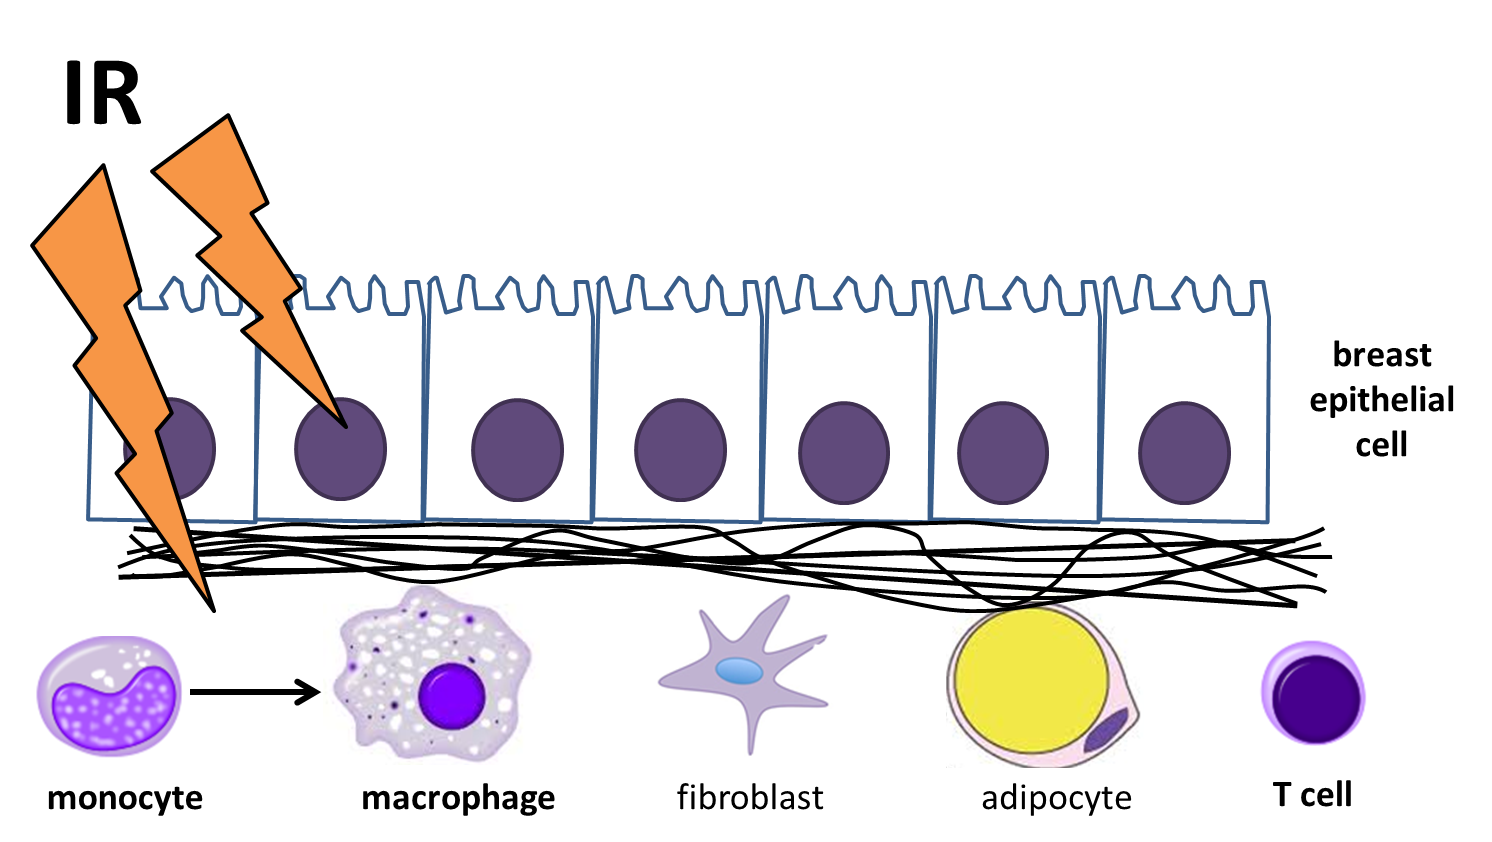 IR
breast
epithelial
cell
monocyte
macrophage
fibroblast
adipocyte
T cell